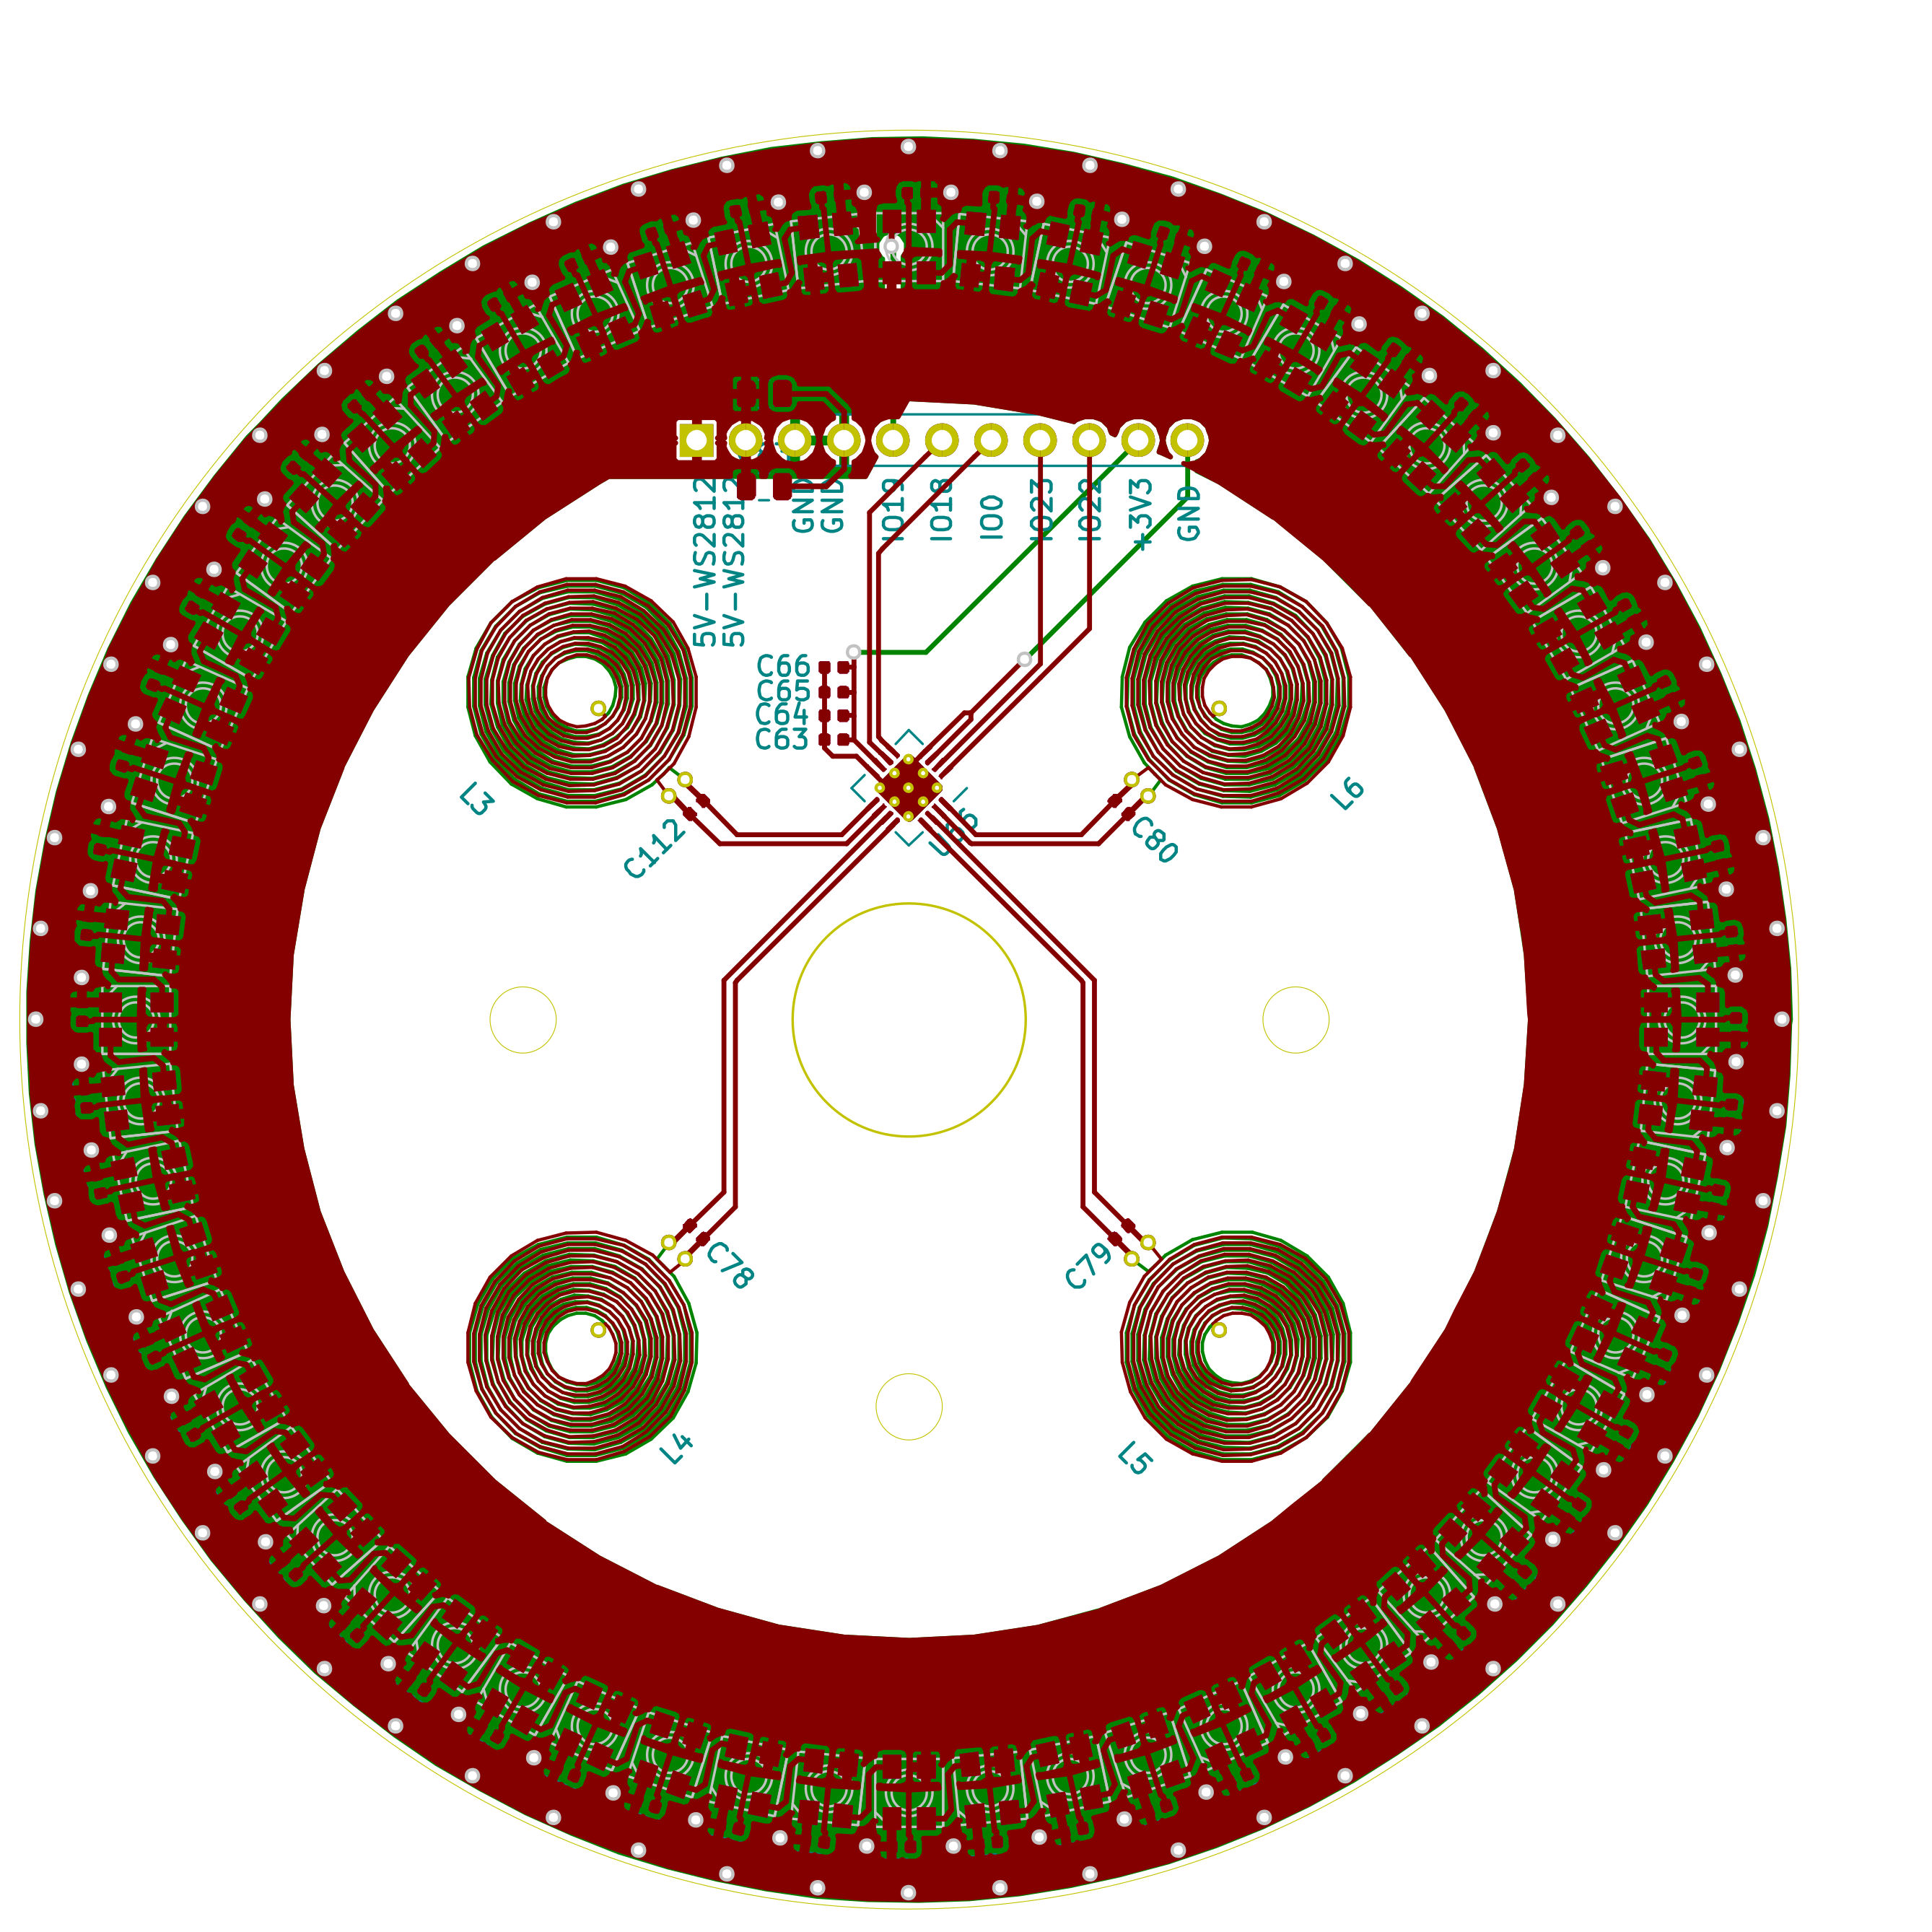 5V-WS2812
5V-WS2812
GND
GND
IO19
IO18
IO0
IO23
IO22
+3V3
GND
C66
C65
C64
C63
L3
L6
C112
C80
C78
C79
L4
L5